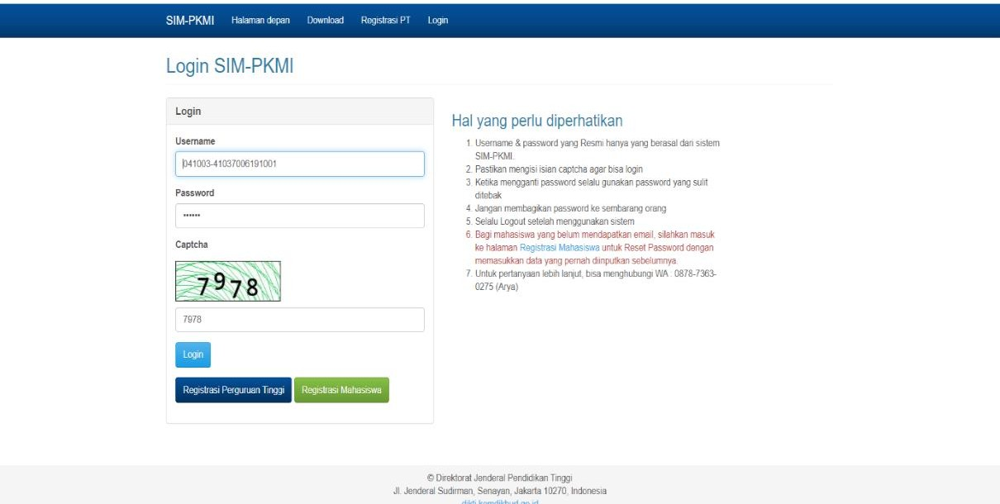 SIM-PKMI Halaman depan Download Registrasi PT Login
Login SIM-PKMI
Login
Username
041003-41037006191001
Password
••••••
Captcha
7978
7978
Login
Registrasi Perguruan Tinggi Registrasi Mahasiswa
Hal yang perlu diperhatikan
1. Username & password yang Resmi hanya yang berasal dari sistem
SIM-PKMI.
2. Pastikan mengisi isian captcha agar bisa login
3. Ketika mengganti password selalu gunakan password yang sulit
ditebak
4. Jangan membagikan password ke sembarang orang
5. Selalu Logout setelah menggunakan sistem
6. Bagi mahasiswa yang belum mendapatkan email, silahkan masuk
ke halaman Registrasi Mahasiswa untuk Reset Password dengan
memasukkan data yang pernah diinputkan sebelumnya.
7. Untuk pertanyaan lebih lanjut, bisa menghubungi WA : 0878-7363-
0275 (Arya)
© Direktorat Jenderal Pendidikan Tinggi
Jl. Jenderal Sudirman, Senayan, Jakarta 10270, Indonesia
dikti.kemdikbud.go.id